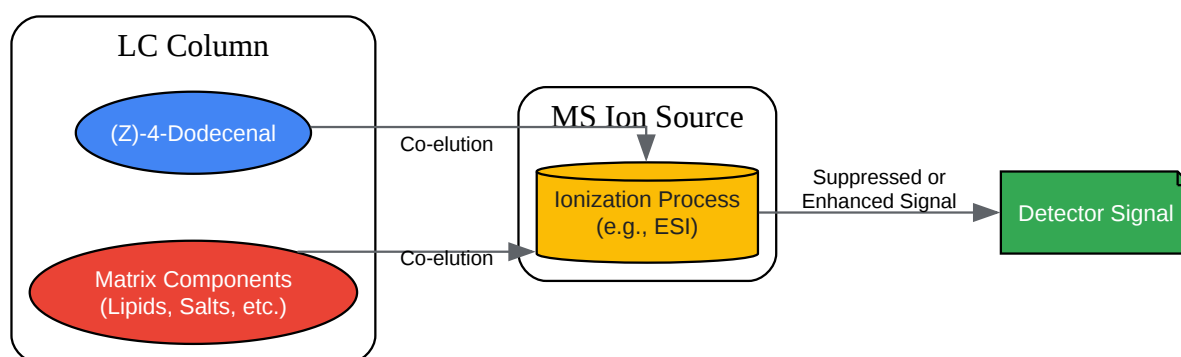 LC Column
(Z)-4-Dodecenal
Co-elution
Matrix Components
(Lipids, Salts, etc.)
Co-elution
MS Ion Source
Ionization Process
(e.g., ESI)
Suppressed or
Enhanced Signal
Detector Signal